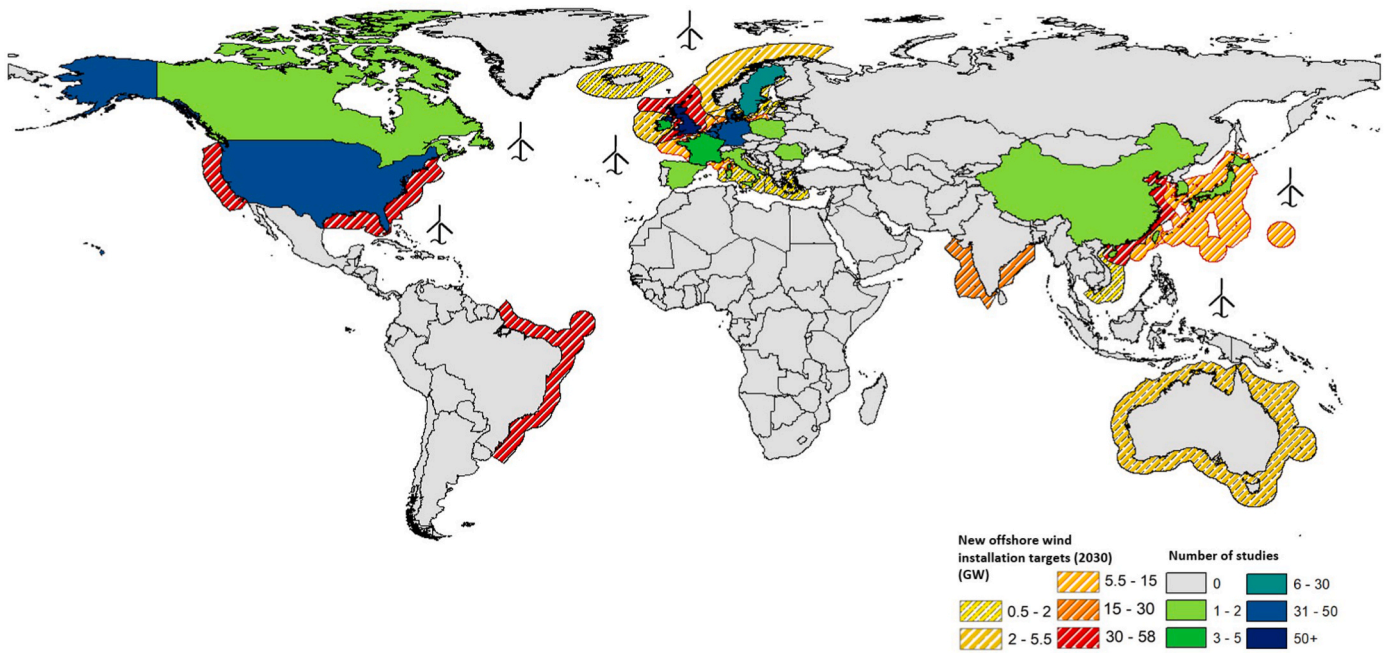 New offshore wind
installation targets (2030)
(GW)
0.5 - 2
2 - 5.5
5.5 - 15
15 - 30
30 - 58
Number of studies
0
1 - 2
3 - 5
6 - 30
31 - 50
50+